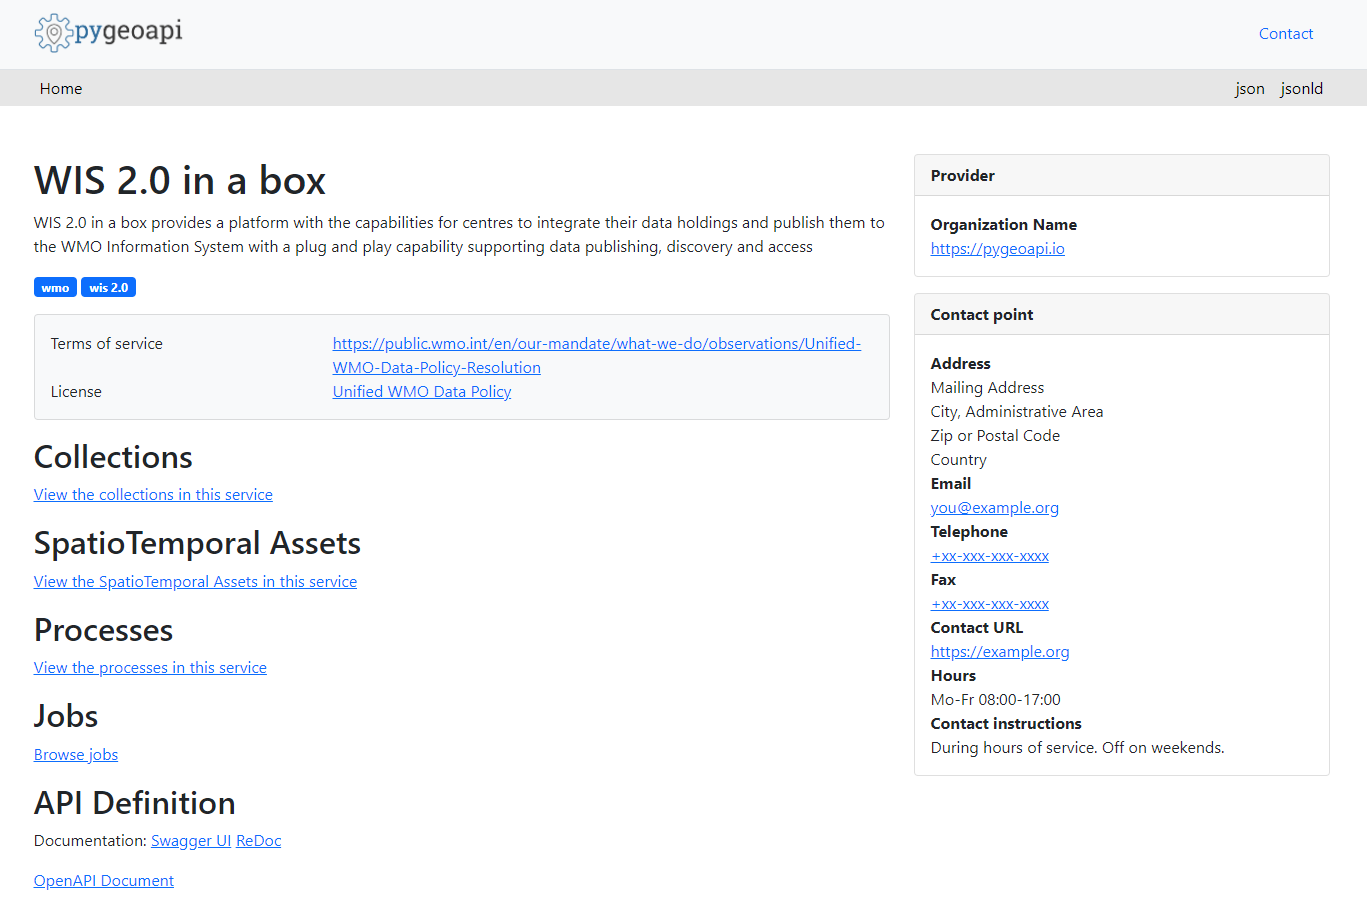 pygeoapi
Contact
Home
json jsonld
WIS 2.0 in a box
WIS 2.0 in a box provides a platform with the capabilities for centres to integrate their data holdings and publish them to
the WMO Information System with a plug and play capability supporting data publishing, discovery and access
wmo wis 2.0
Terms of service
https://public.wmo.int/en/our-mandate/what-we-do/observations/Unified-
WMO-Data-Policy-Resolution
License
Unified WMO Data Policy
Collections
View the collections in this service
SpatioTemporal Assets
View the SpatioTemporal Assets in this service
Processes
View the processes in this service
Jobs
Browse jobs
API Definition
Documentation: Swagger UI ReDoc
OpenAPI Document
Provider
Organization Name
https://pygeoapi.io
Contact point
Address
Mailing Address
City, Administrative Area
Zip or Postal Code
Country
Email
you@example.org
Telephone
+xx-xxx-xxx-xxxx
Fax
+xx-xxx-xxx-xxxx
Contact URL
https://example.org
Hours
Mo-Fr 08:00-17:00
Contact instructions
During hours of service. Off on weekends.